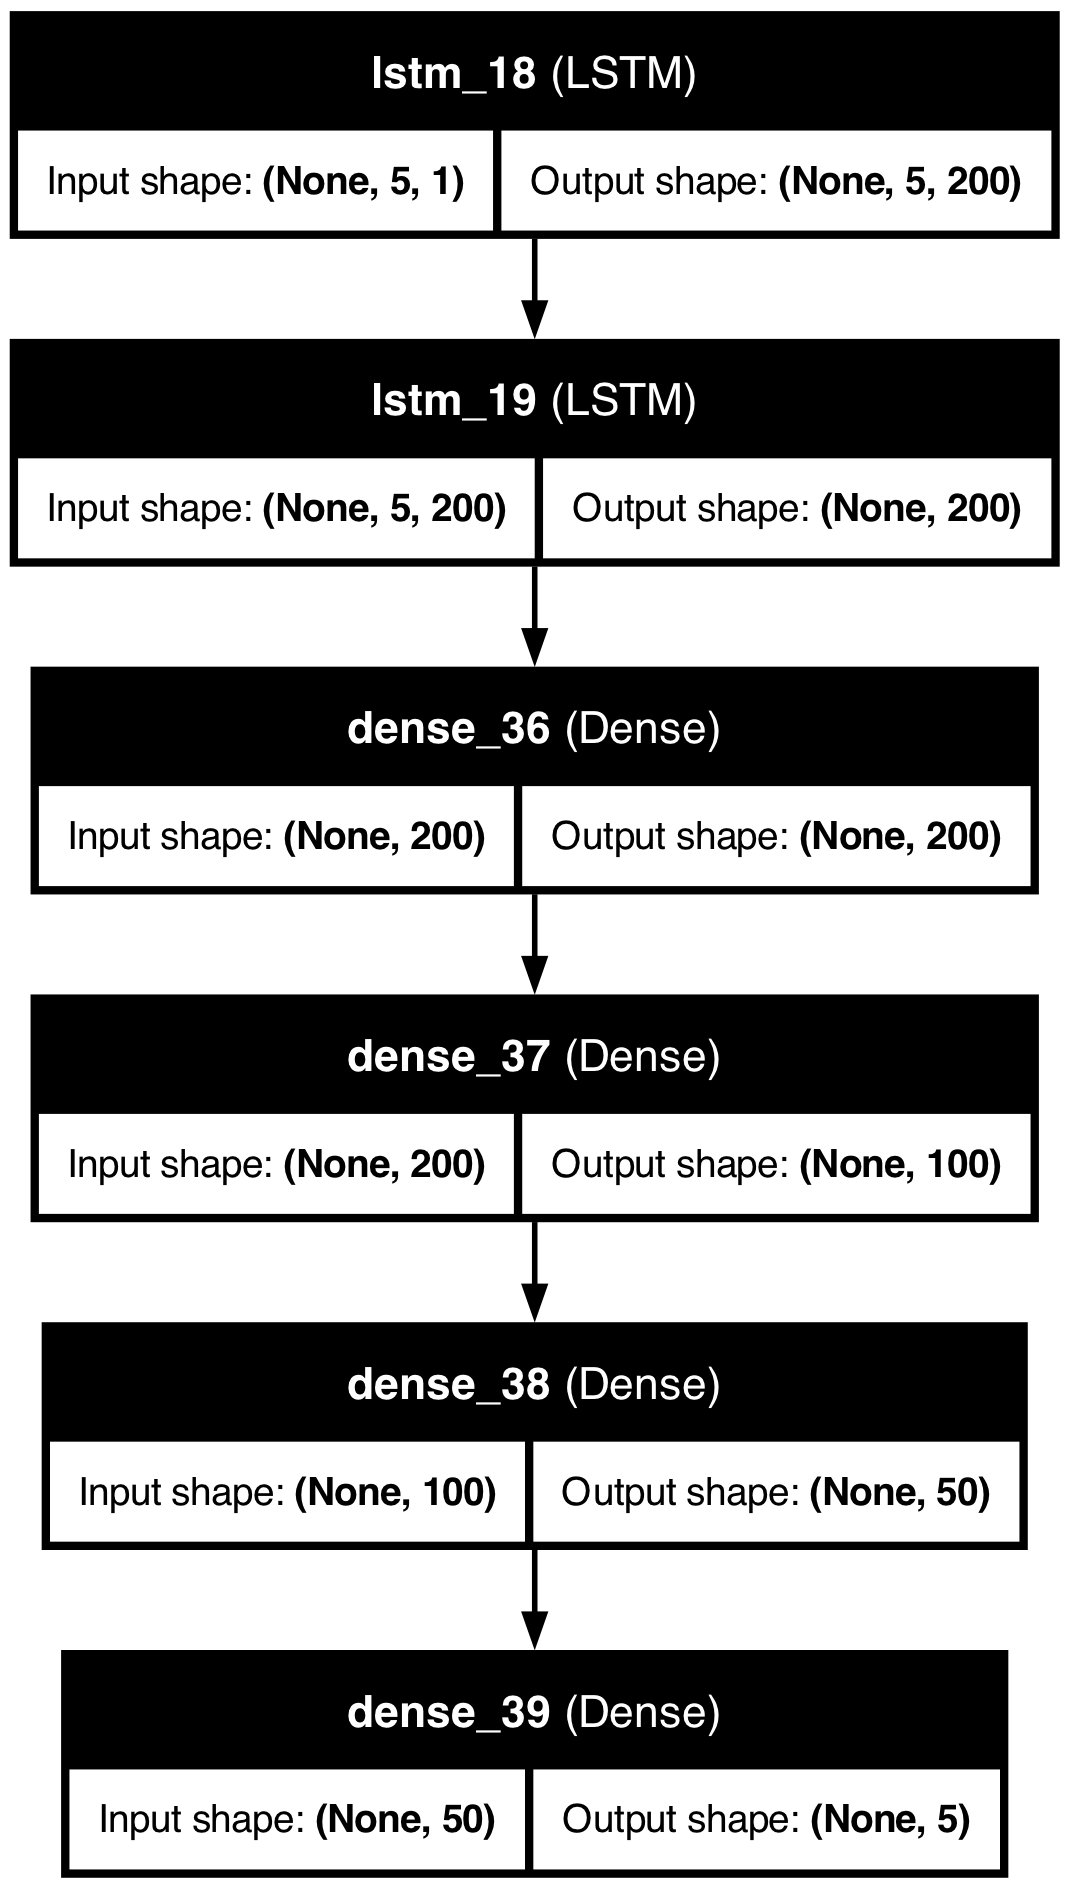 lstm_18 (LSTM)
Input shape: (None, 5, 1) Output shape: (None, 5, 200)
lstm_19 (LSTM)
Input shape: (None, 5, 200) Output shape: (None, 200)
dense_36 (Dense)
Input shape: (None, 200) Output shape: (None, 200)
dense_37 (Dense)
Input shape: (None, 200) Output shape: (None, 100)
dense_38 (Dense)
Input shape: (None, 100) Output shape: (None, 50)
dense_39 (Dense)
Input shape: (None, 50) Output shape: (None, 5)